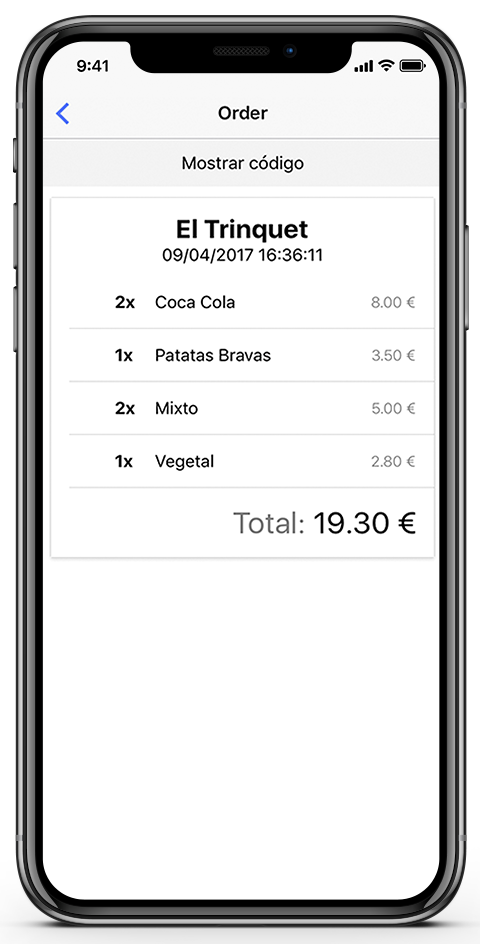 9:41
Order
Mostrar código
El Trinquet
09/04/2017 16:36:11
2x Coca Cola 8.00 €
1x Patatas Bravas 3.50 €
2x Mixto 5.00 €
1x Vegetal 2.80 €
Total: 19.30 €